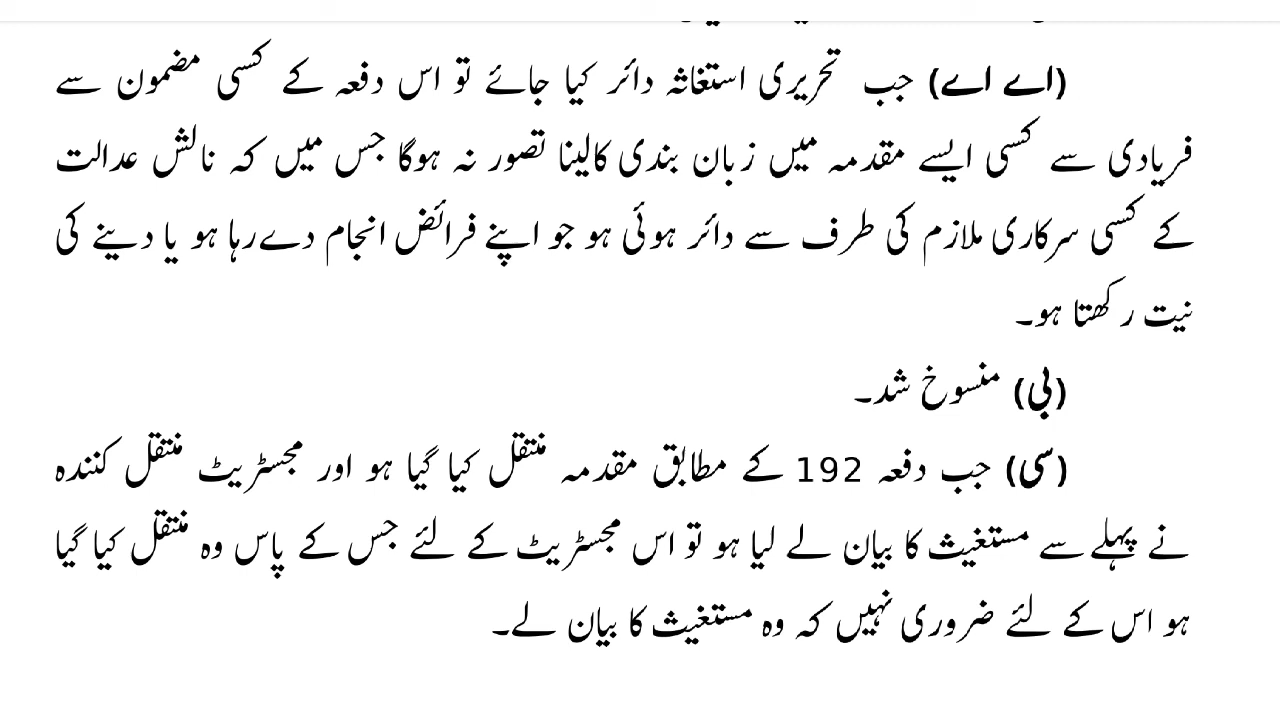 (اے اے) جب تحریری استغاثہ دائر کیا جائے تو اس دفعہ کے کسی مضمون سے
فریادی سے کسی ایسے مقدمہ میں زبان بندی کالینا تصور نہ ہوگا جس میں کہ نالش عدالت
کے کسی سرکاری ملازم کی طرف سے دائر ہوئی ہو جو اپنے فرائض انجام دے رہا ہو یا دینے کی
نیت رکھتا ہو۔
(بی) منسوخ شد۔
(سی) جب دفعہ 192 کے مطابق مقدمہ منتقل کیا گیا ہو اور مجسٹریٹ منتقل کنندہ
نے پہلے سے مستغیث کا بیان لے لیا ہو تو اس مجسٹریٹ کے لئے جس کے پاس وہ منتقل کیا گیا
ہو اس کے لئے ضروری نہیں کہ وہ مستغیث کا بیان لے۔